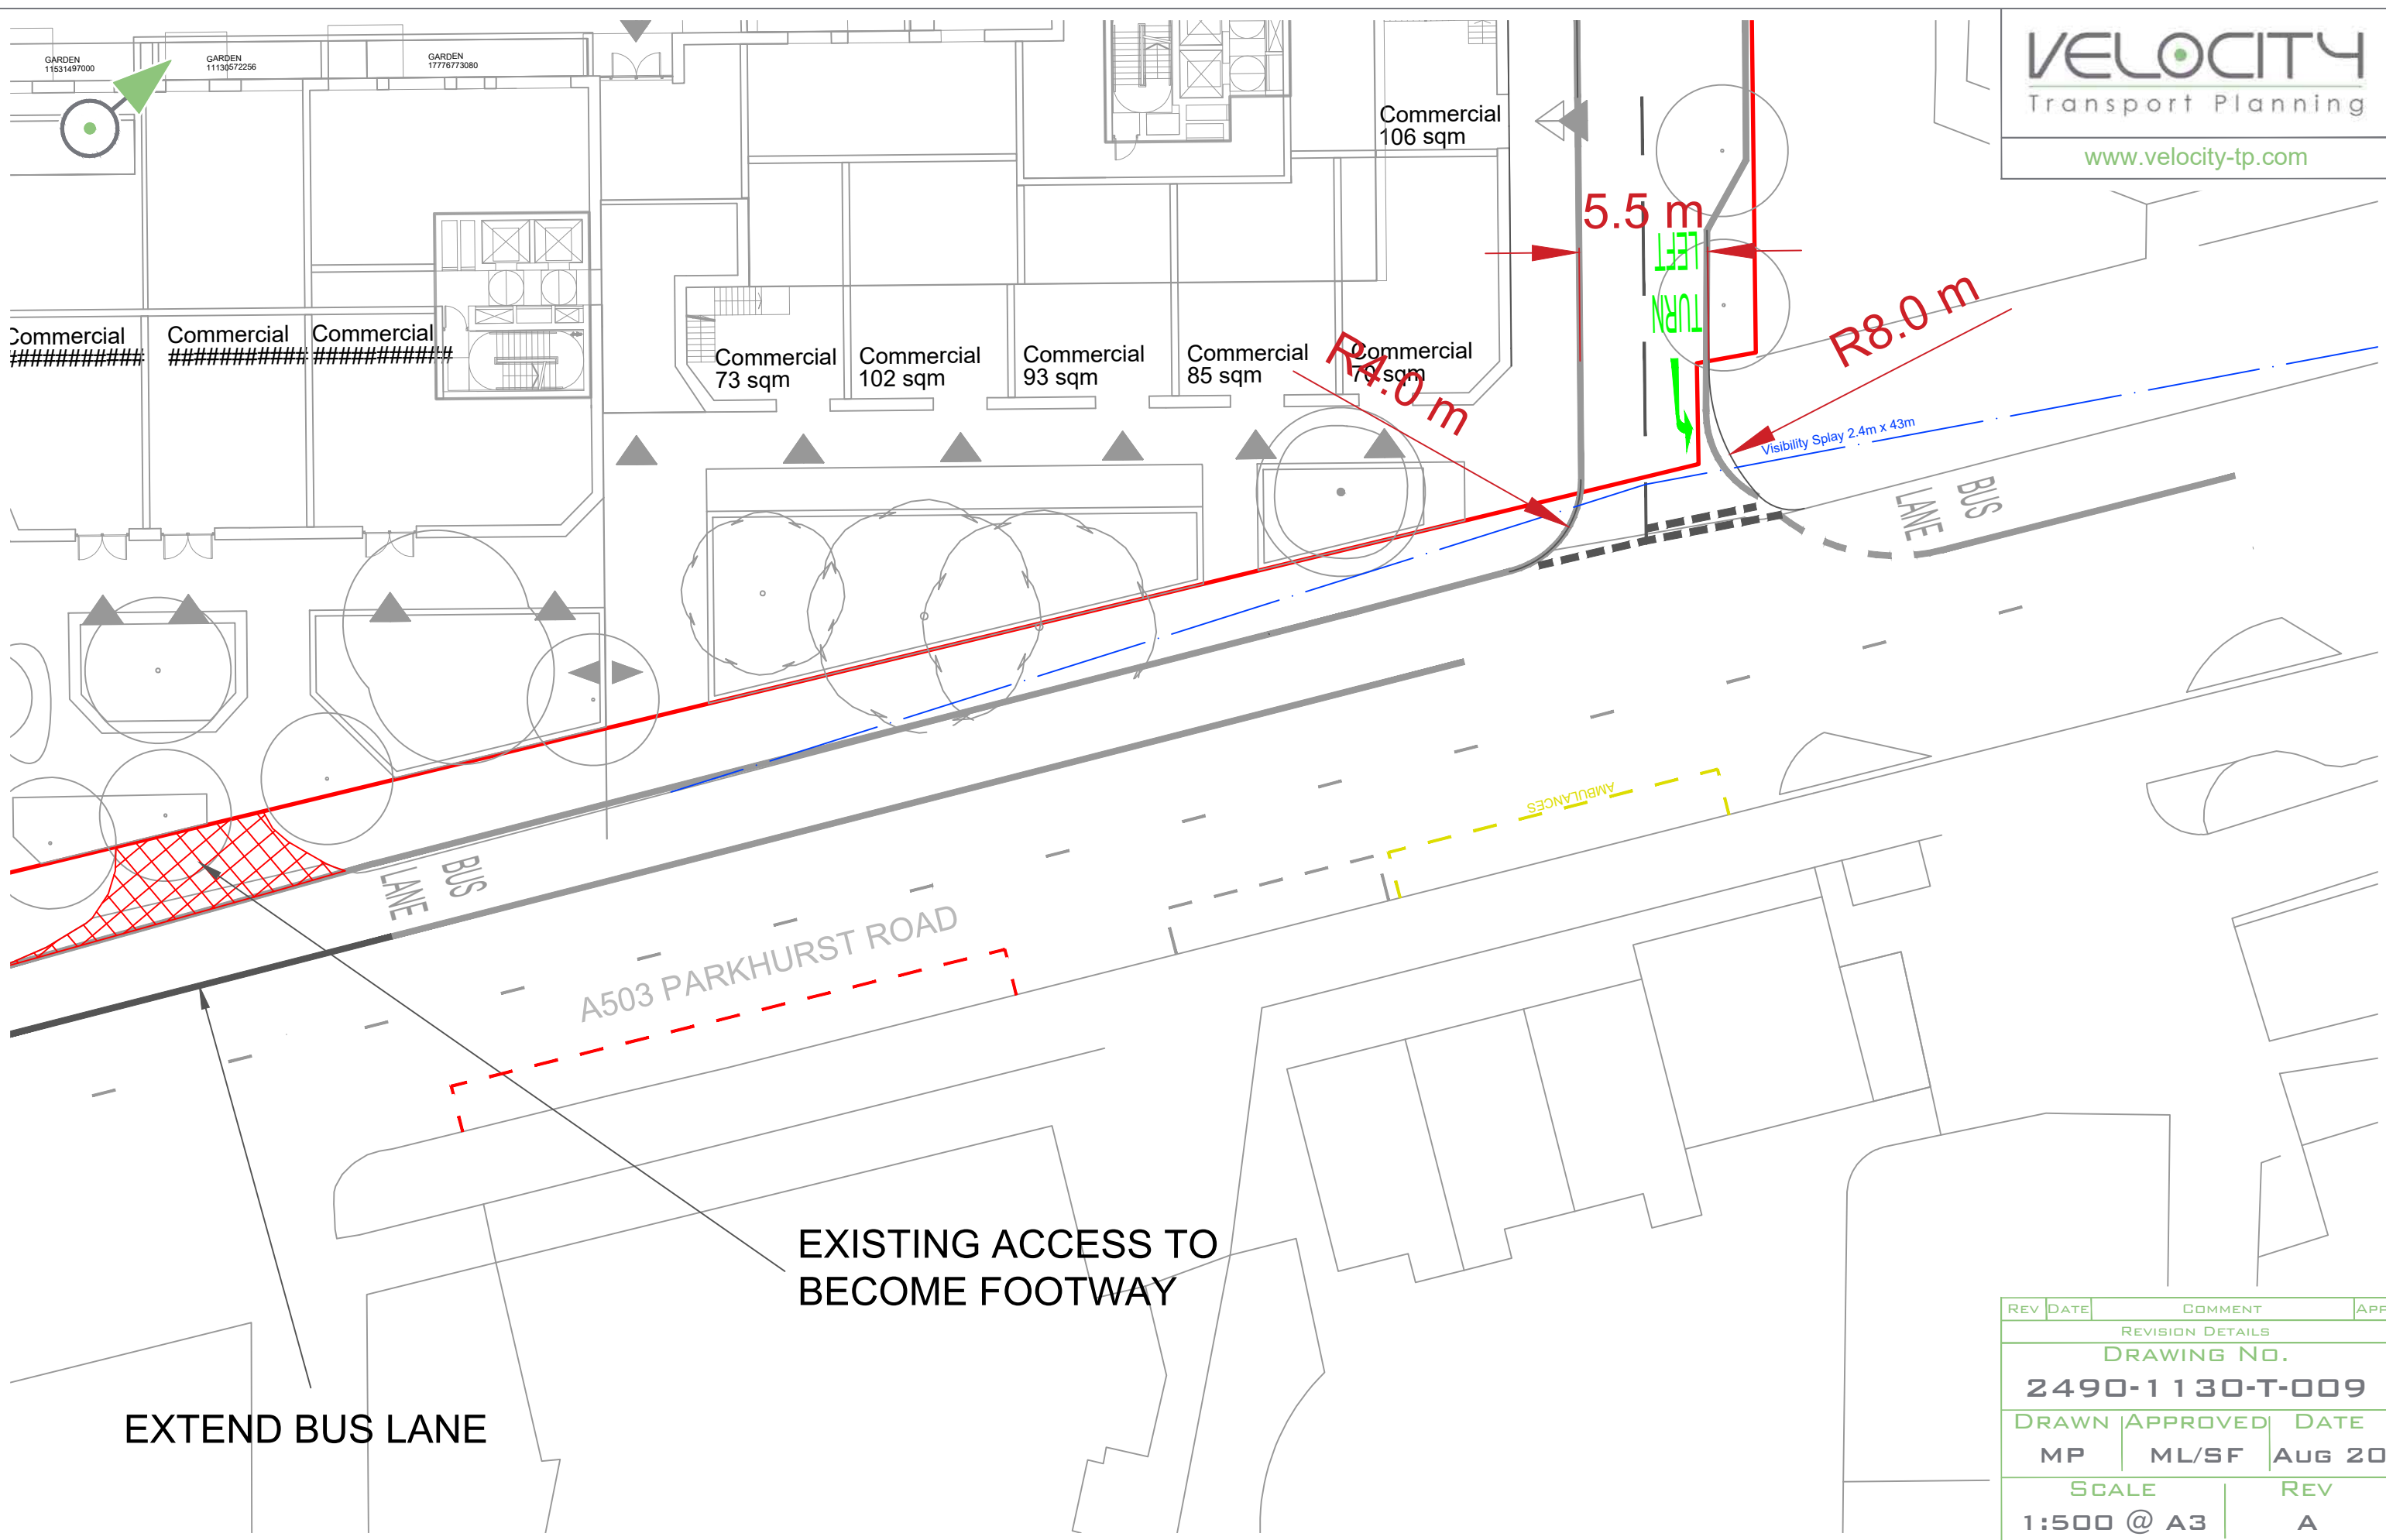 VELOCITY
Transport Planning
www.velocity-tp.com
GARDEN
11531497000
GARDEN
11130572256
GARDEN
17776773080
Commercial
106 sqm
5.5 m
LEFT
TURN
R8.0 m
Commercial
###########
Commercial
##########
Commercial
##########
Commercial
73 sqm
Commercial
102 sqm
Commercial
93 sqm
Commercial
85 sqm
Commercial
70 sqm
R4.0 m
Visibility Splay 2.4m x 43m
BUS
LANE
AMBULANCES
BUS
LANE
A503 PARKHURST ROAD
EXISTING ACCESS TO
BECOME FOOTWAY
EXTEND BUS LANE
REV DATE COMMENT APP
REVISION DETAILS
DRAWING NO.
2490-1130-T-009
DRAWN APPROVED DATE
MP ML/SF AUG 20
SCALE REV
1:500 @ A3 A